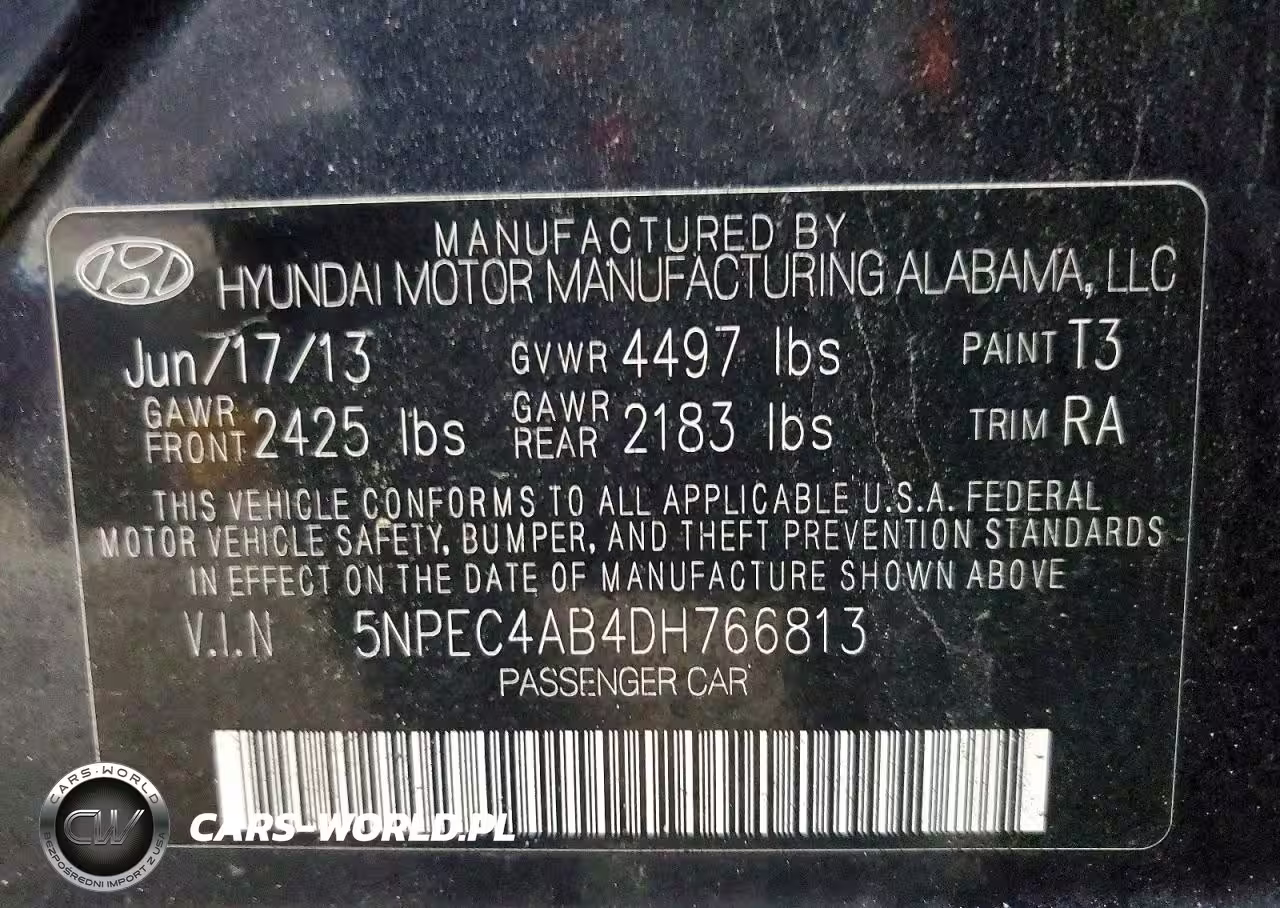 MANUFACTURED BY
HYUNDAI MOTOR MANUFACTURING ALABAMA, LLC
Jun/17/13 GVWR 4497 lbs PAINT T3
GAWR FRONT 2425 lbs GAWR REAR 2183 lbs TRIM RA
THIS VEHICLE CONFORMS TO ALL APPLICABLE U.S.A. FEDERAL
MOTOR VEHICLE SAFETY, BUMPER, AND THEFT PREVENTION STANDARDS
IN EFFECT ON THE DATE OF MANUFACTURE SHOWN ABOVE
V.I.N 5NPEC4AB4DH766813
PASSENGER CAR
CARS-WORLD
CW
BEZPOŚREDNI IMPORT Z USA
CARS-WORLD.PL